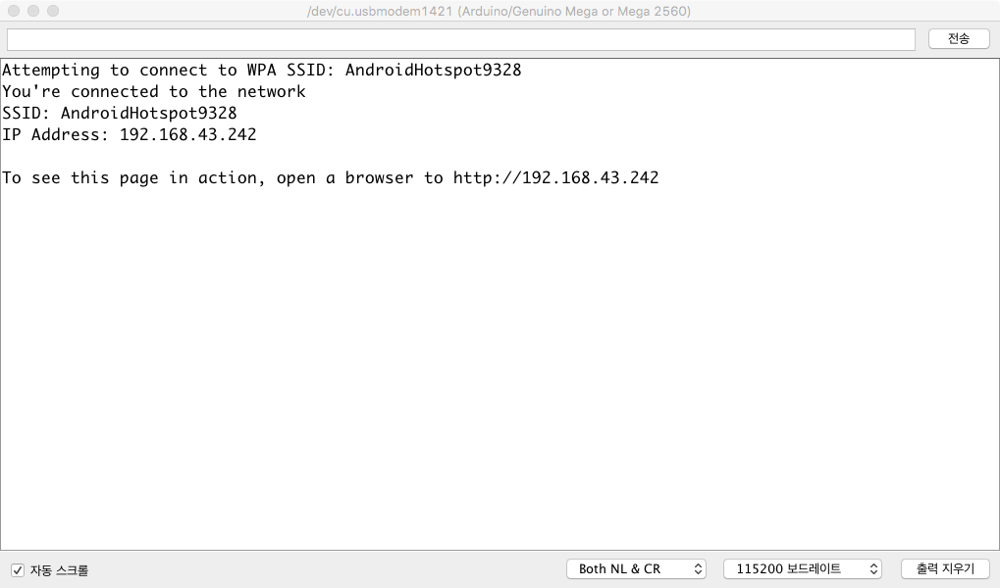 /dev/cu.usbmodem1421 (Arduino/Genuino Mega or Mega 2560)
전송
Attempting to connect to WPA SSID: AndroidHotspot9328
You're connected to the network
SSID: AndroidHotspot9328
IP Address: 192.168.43.242
To see this page in action, open a browser to http://192.168.43.242
자동 스크롤 Both NL & CR 115200 보드레이트 출력 지우기